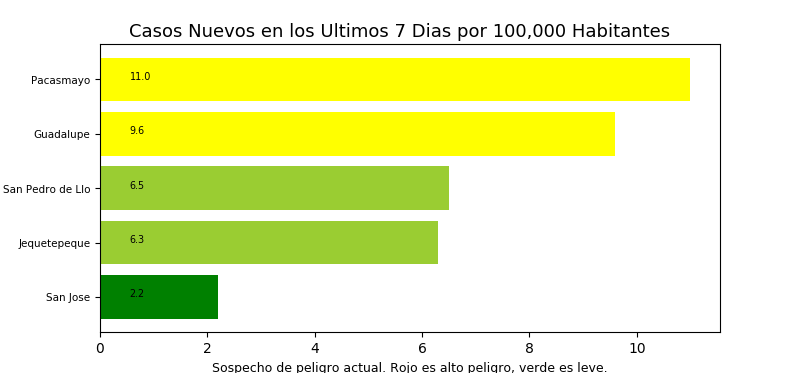 Casos Nuevos en los Ultimos 7 Dias por 100,000 Habitantes
Pacasmayo 11.0
Guadalupe 9.6
San Pedro de Llo 6.5
Jequetepeque 6.3
San Jose 2.2
0 2 4 6 8 10
Sospecho de peligro actual. Rojo es alto peligro, verde es leve.